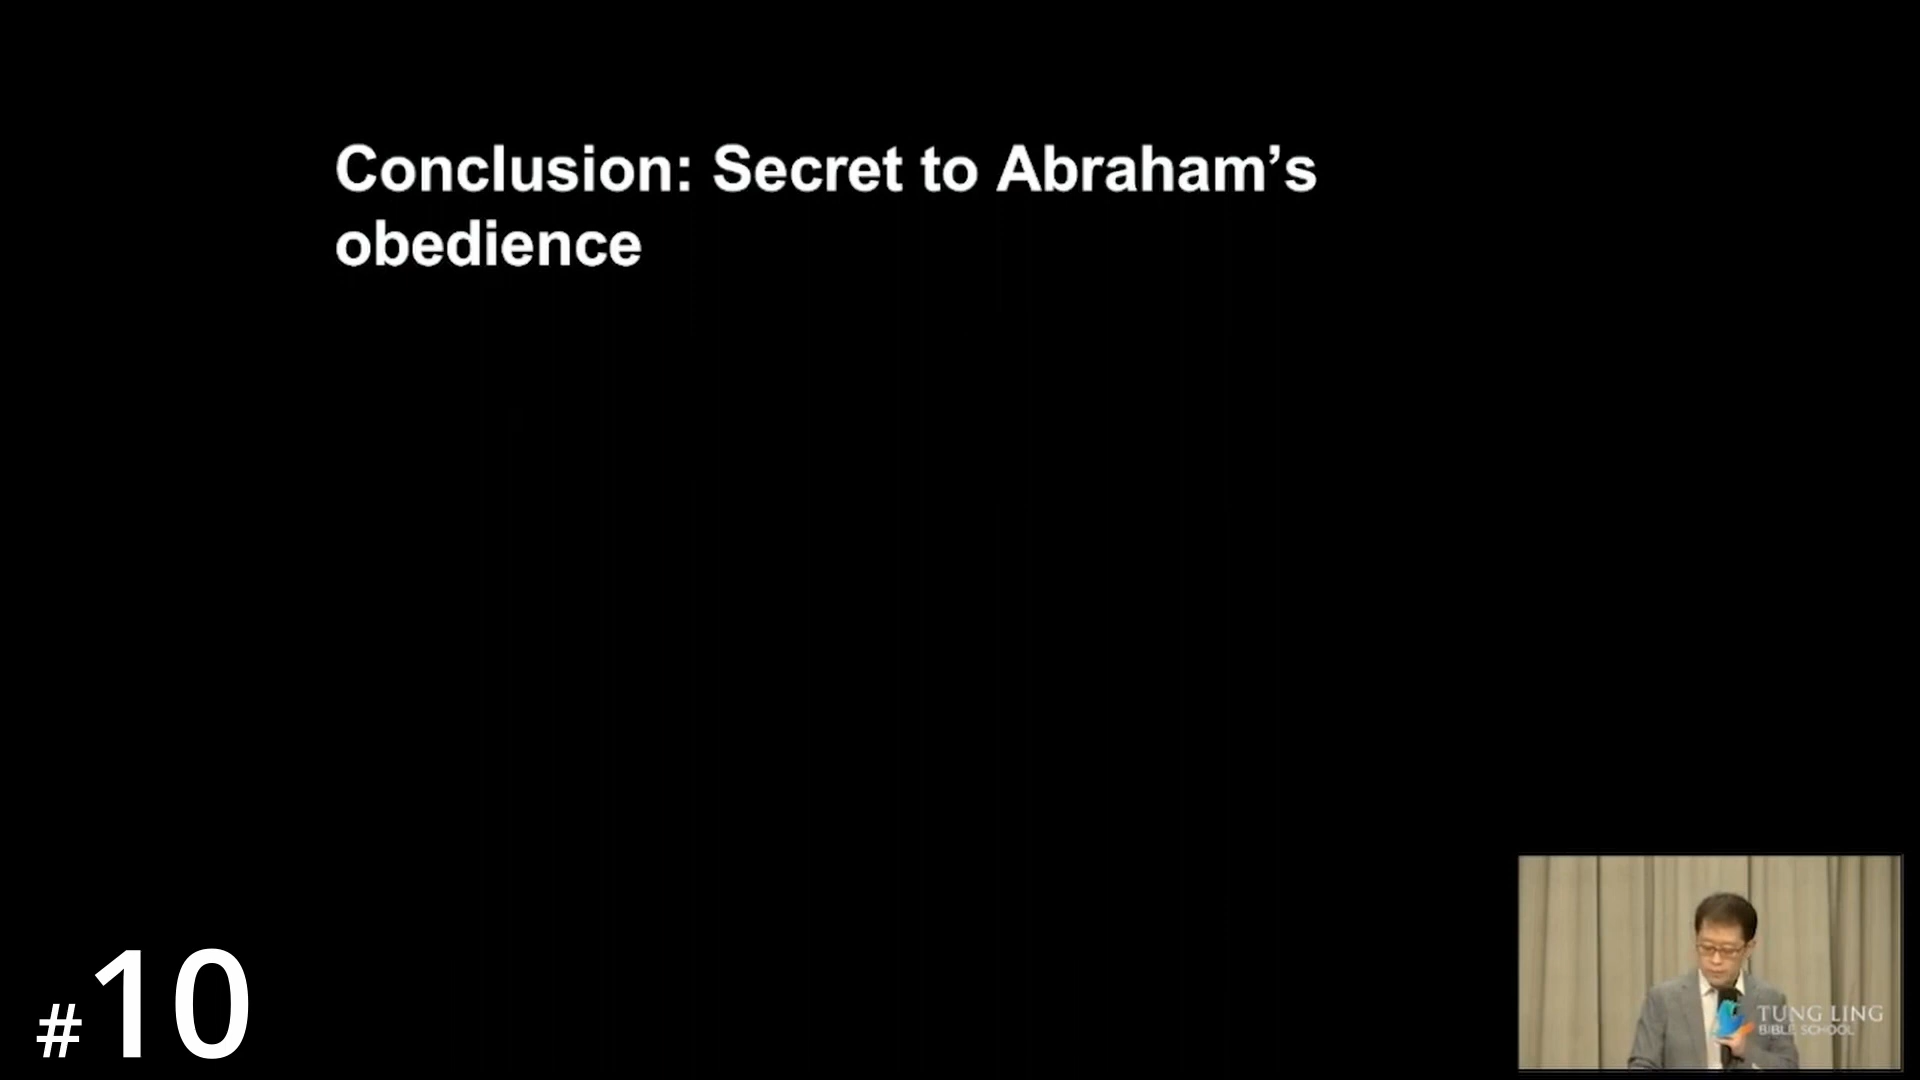 Conclusion: Secret to Abraham’s
obedience
#10
TUNG LING
BIBLE SCHOOL